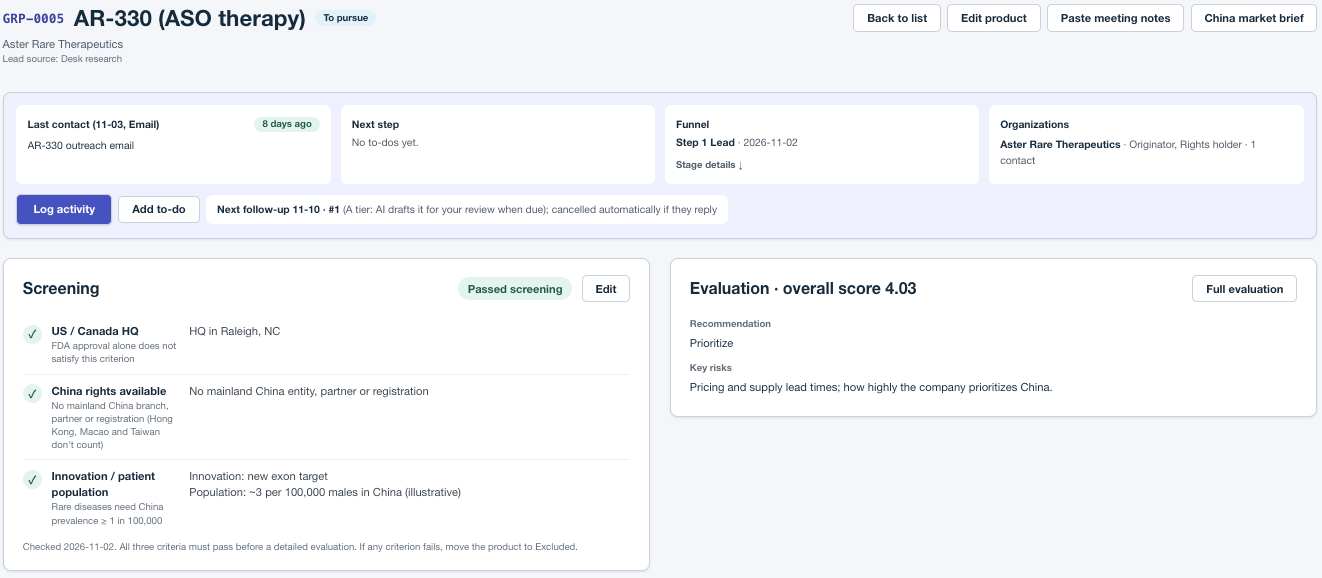 GRP-0005 AR-330 (ASO therapy) To pursue
Back to list Edit product Paste meeting notes China market brief
Aster Rare Therapeutics
Lead source: Desk research
Last contact (11-03, Email) 8 days ago
AR-330 outreach email
Next step
No to-dos yet.
Funnel
Step 1 Lead · 2026-11-02
Stage details ↓
Organizations
Aster Rare Therapeutics · Originator, Rights holder · 1
contact
Log activity Add to-do Next follow-up 11-10 · #1 (A tier: AI drafts it for your review when due); cancelled automatically if they reply
Screening Passed screening Edit
✓ US / Canada HQ HQ in Raleigh, NC
FDA approval alone does not
satisfy this criterion
✓ China rights available No mainland China entity, partner or registration
No mainland China branch,
partner or registration (Hong
Kong, Macao and Taiwan
don't count)
✓ Innovation / patient Innovation: new exon target
population Population: ~3 per 100,000 males in China (illustrative)
Rare diseases need China
prevalence ≥ 1 in 100,000
Checked 2026-11-02. All three criteria must pass before a detailed evaluation. If any criterion fails, move the product to Excluded.
Evaluation · overall score 4.03 Full evaluation
Recommendation
Prioritize
Key risks
Pricing and supply lead times; how highly the company prioritizes China.